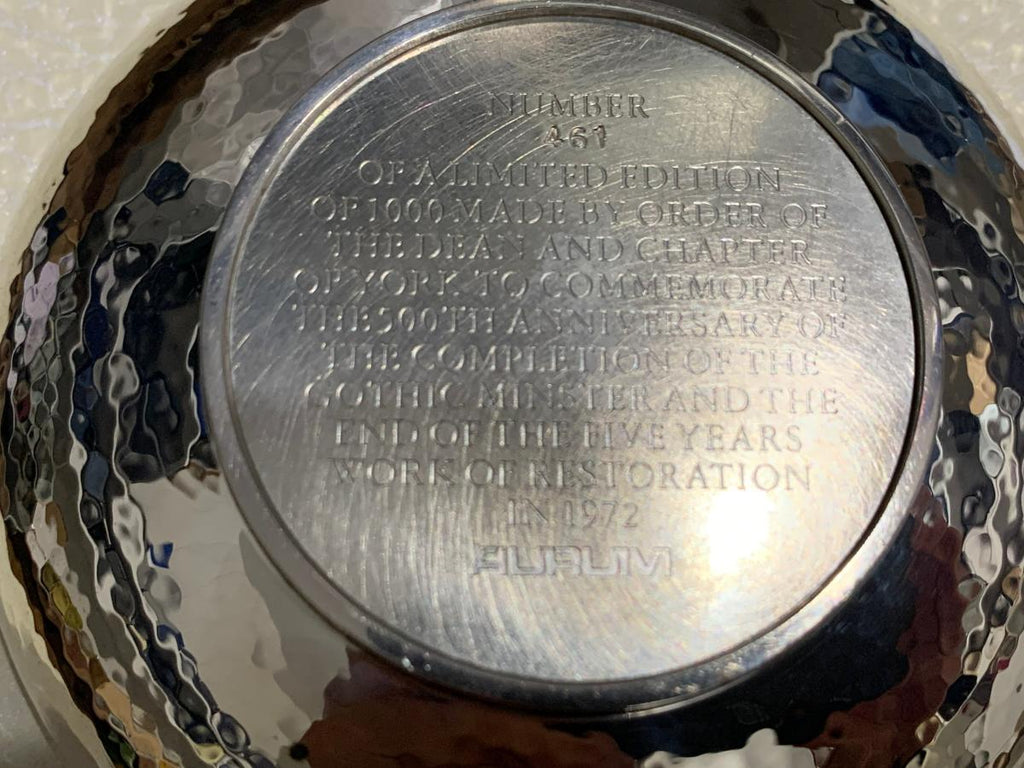 NUMBER
461
OF A LIMITED EDITION
OF 1000 MADE BY ORDER OF
THE DEAN AND CHAPTER
OF YORK TO COMMEMORATE
THE 500TH ANNIVERSARY OF
THE COMPLETION OF THE
GOTHIC MINSTER AND THE
END OF THE FIVE YEARS
WORK OF RESTORATION
IN 1972
AURUM